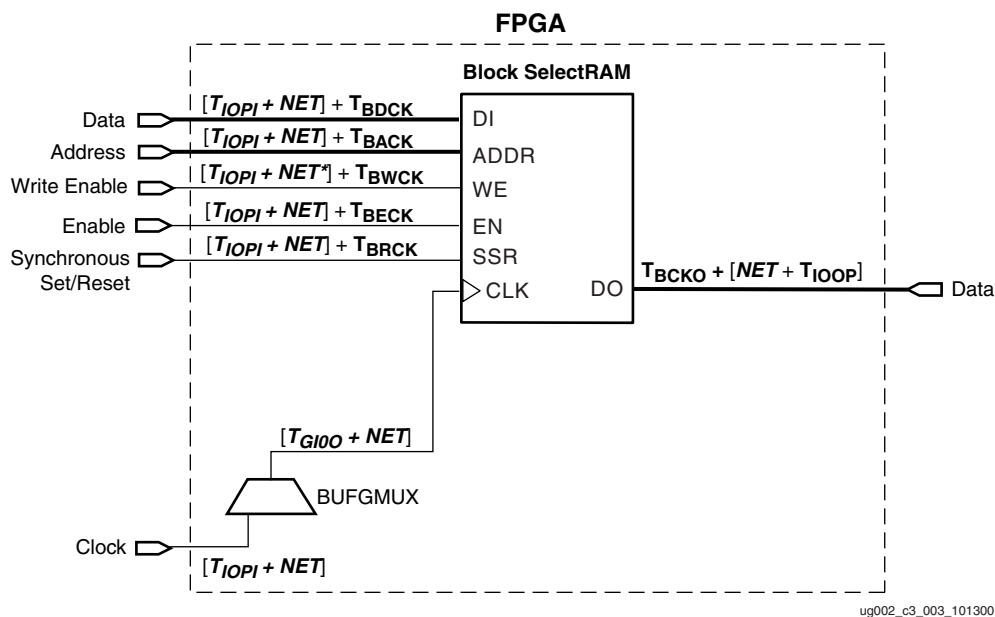 FPGA
Block SelectRAM
Data
[TIOPI + NET] + TBDCK
DI
Address
[TIOPI + NET] + TBACK
ADDR
Write Enable
[TIOPI + NET*] + TBWCK
WE
Enable
[TIOPI + NET] + TBECK
EN
Synchronous
Set/Reset
[TIOPI + NET] + TBRCK
SSR
CLK
DO
TBCKO + [NET + TIOOP]
Data
[TGI0O + NET]
BUFGMUX
Clock
[TIOPI + NET]
ug002_c3_003_101300